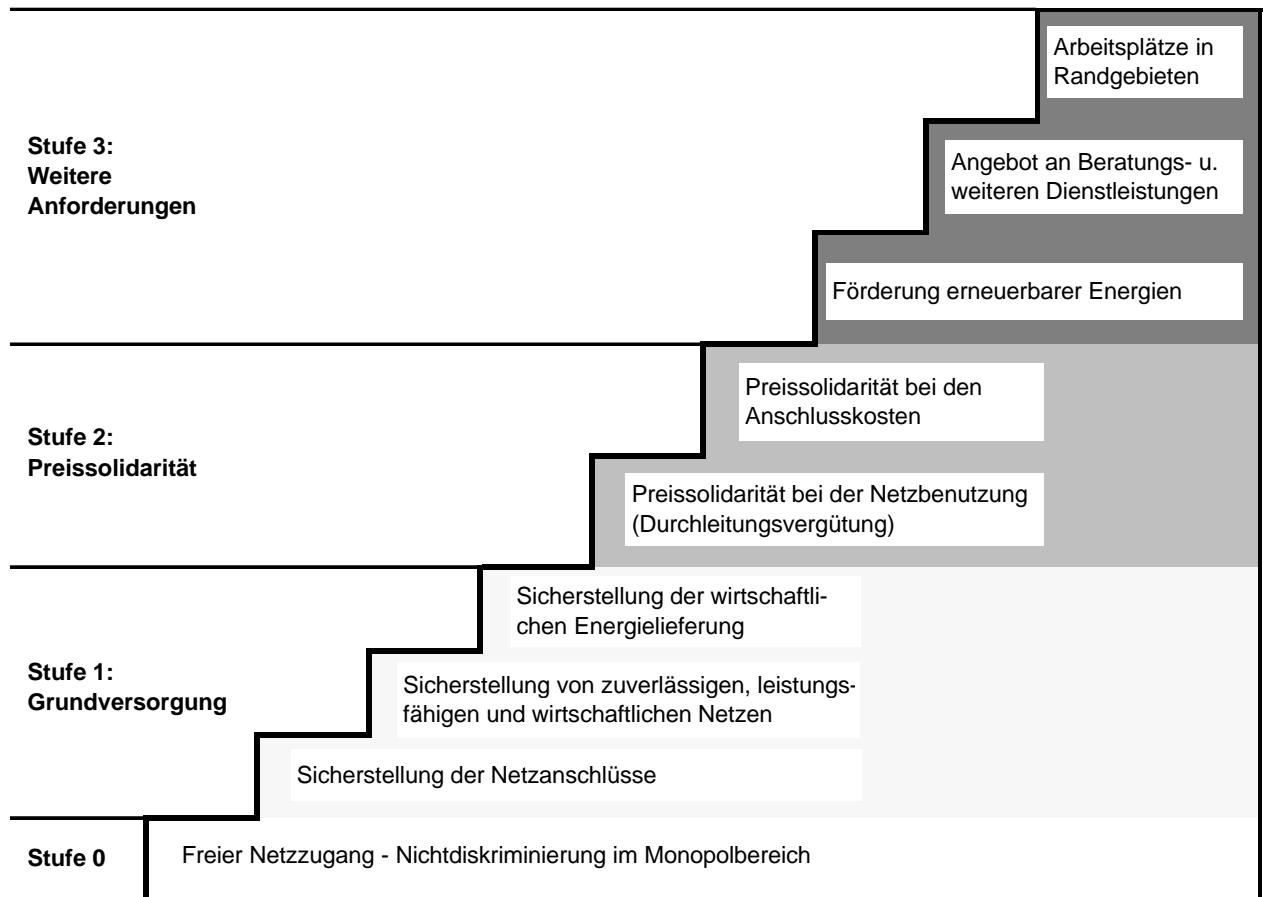 Arbeitsplätze in
Randgebieten
Stufe 3:
Weitere
Anforderungen
Angebot an Beratungs- u.
weiteren Dienstleistungen
Förderung erneuerbarer Energien
Stufe 2:
Preissolidarität
Preissolidarität bei den
Anschlusskosten
Preissolidarität bei der Netzbenutzung
(Durchleitungsvergütung)
Stufe 1:
Grundversorgung
Sicherstellung der wirtschaftli-
chen Energielieferung
Sicherstellung von zuverlässigen, leistungs-
fähigen und wirtschaftlichen Netzen
Sicherstellung der Netzanschlüsse
Stufe 0
Freier Netzzugang - Nichtdiskriminierung im Monopolbereich